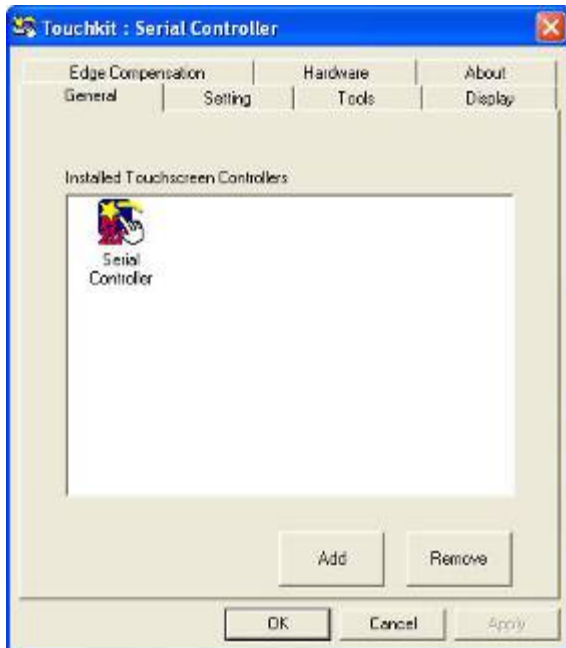 Touchkit : Serial Controller
Edge Compensation Hardware About
General Setting Tools Display
Installed Touchscreen Controllers
Serial
Controller
Add Remove
OK Cancel Apply